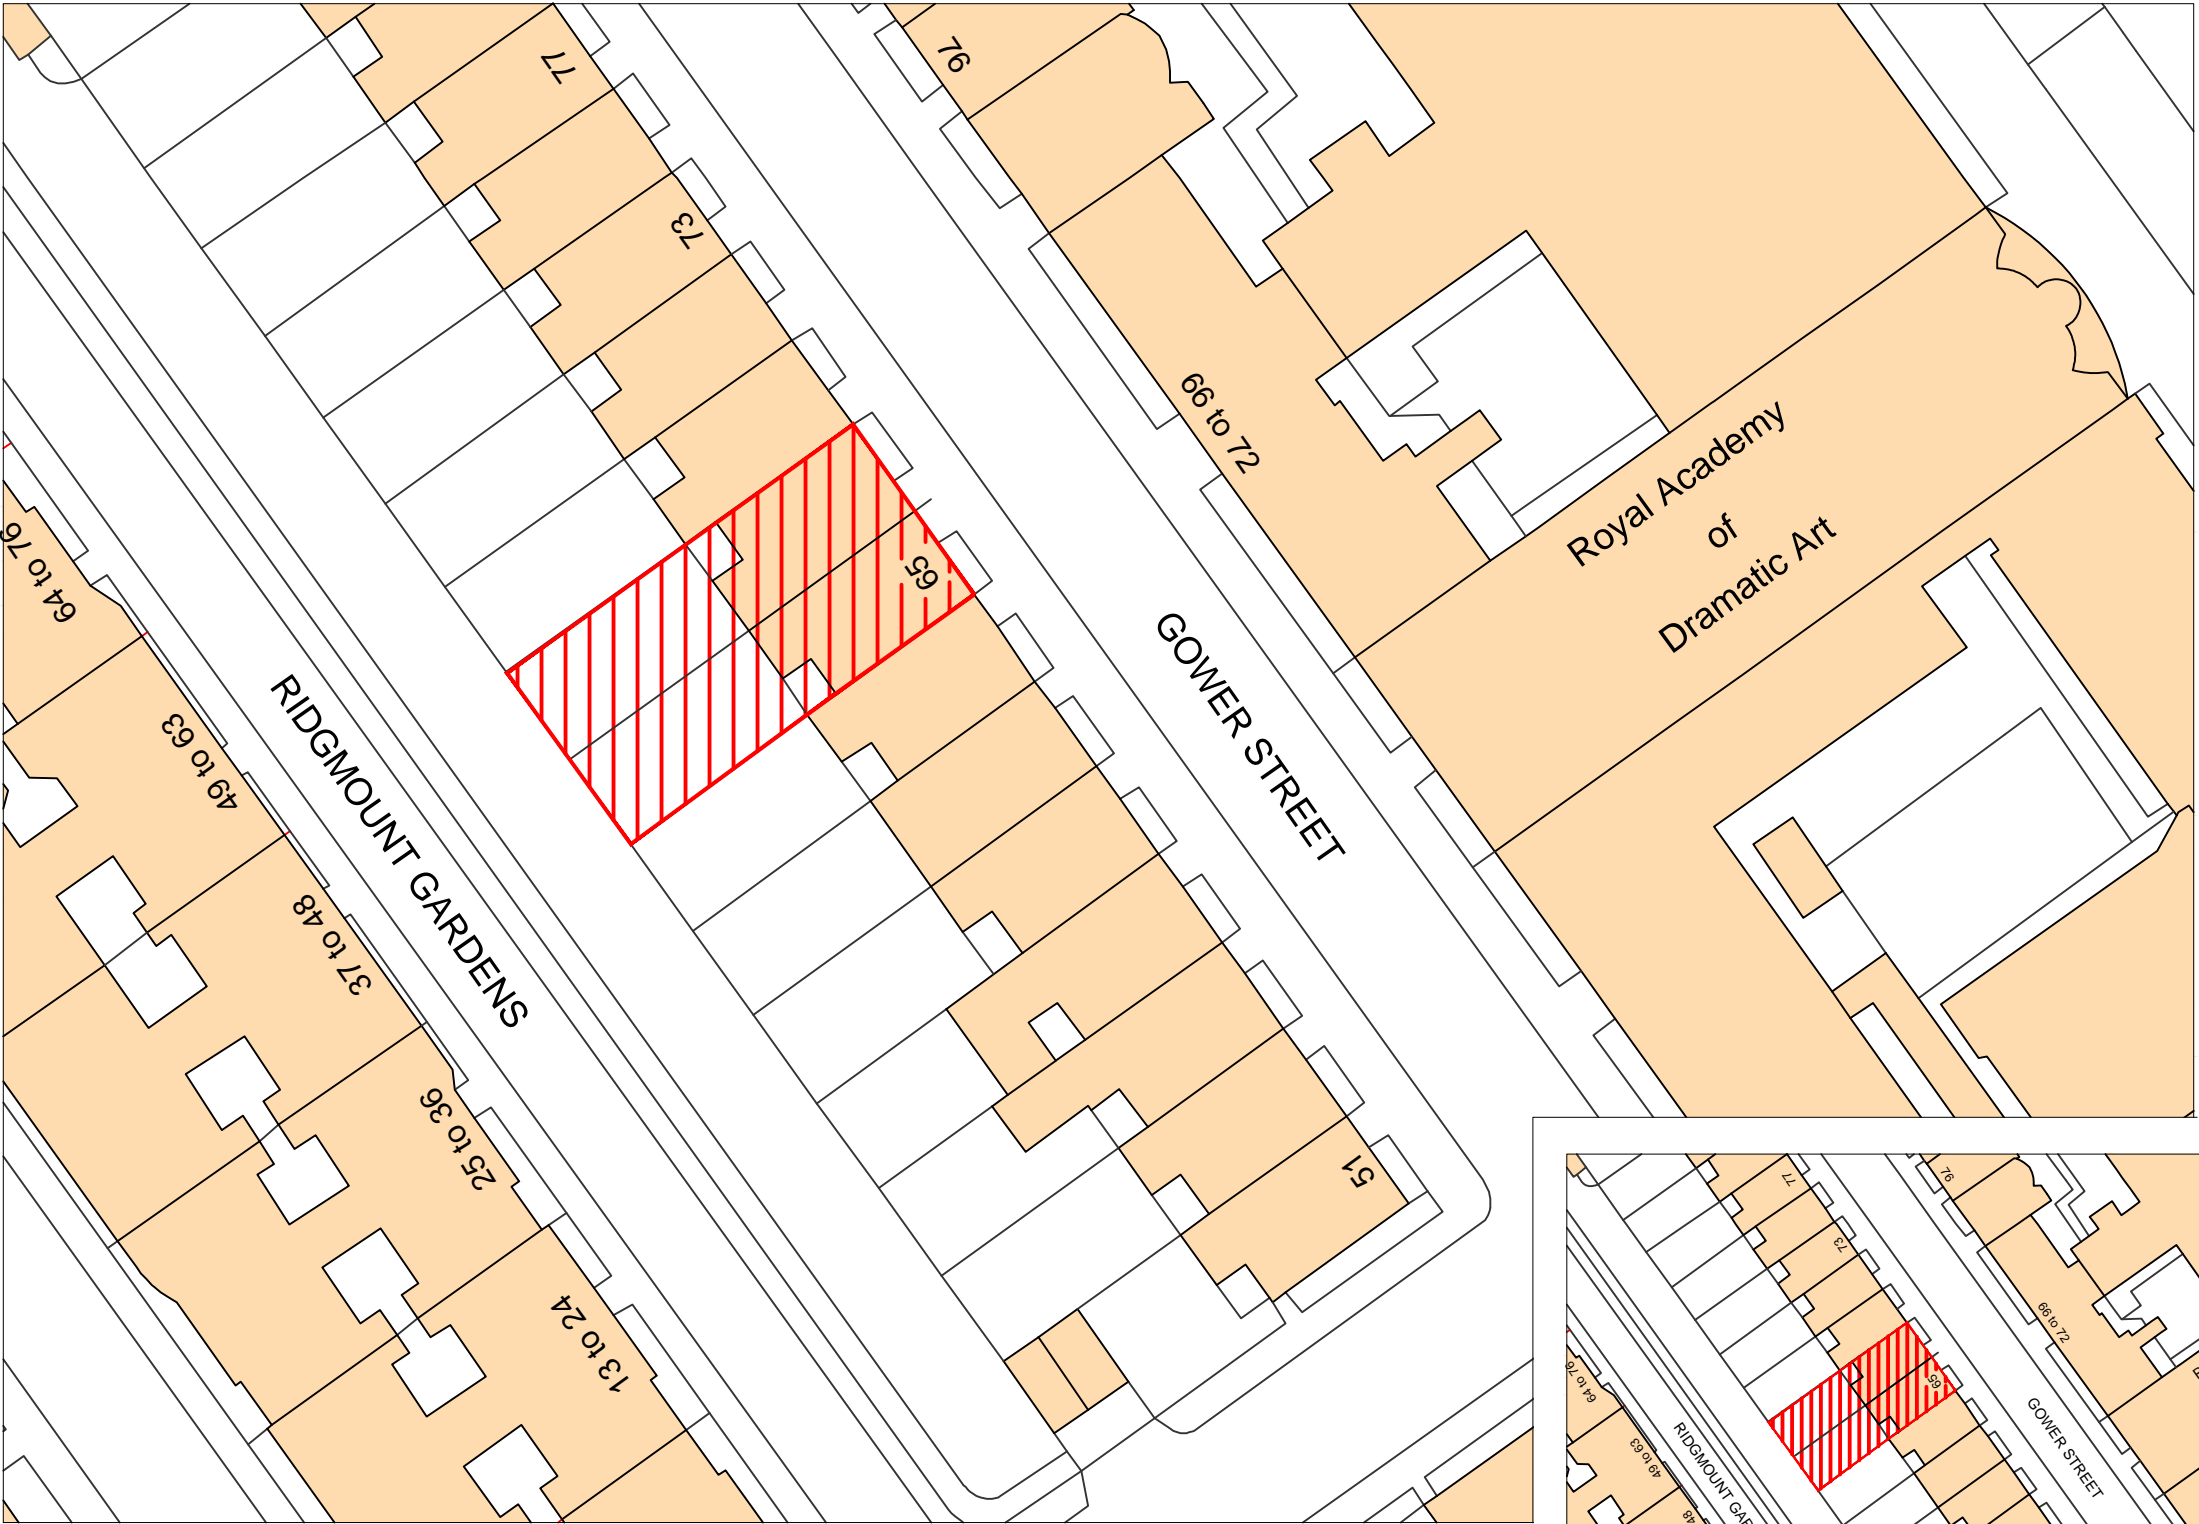 77
76
73
66 to 72
Royal Academy
of
Dramatic Art
65
64 to 76
GOWER STREET
RIDGMOUNT GARDENS
49 to 63
37 to 48
25 to 36
51
13 to 24
77
76
73
66 to 72
65
64 to 76
GOWER STREET
RIDGMOUNT GAR
49 to 63
48